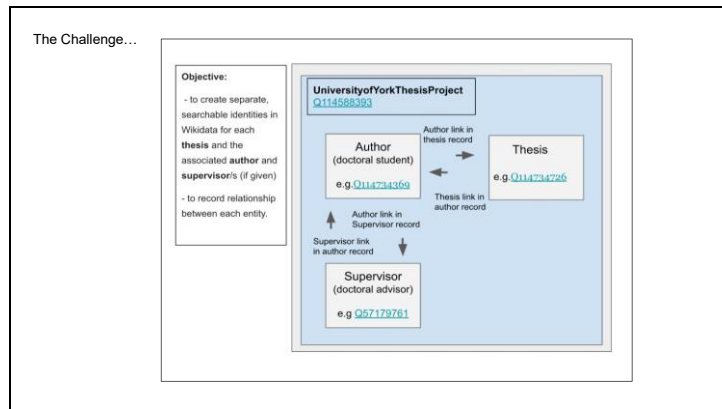 The Challenge…
Objective:
- to create separate,
searchable identities in
Wikidata for each
thesis and the
associated author and
supervisor/s (if given)
- to record relationship
between each entity.
UniversityofYorkThesisProject
Q114588393
Author
(doctoral student)
e.g.Q114734369
Author link in
thesis record
Thesis
e.g.Q114734726
Thesis link in
author record
Author link in
Supervisor record
Supervisor link
in author record
Supervisor
(doctoral advisor)
e.g Q57179761